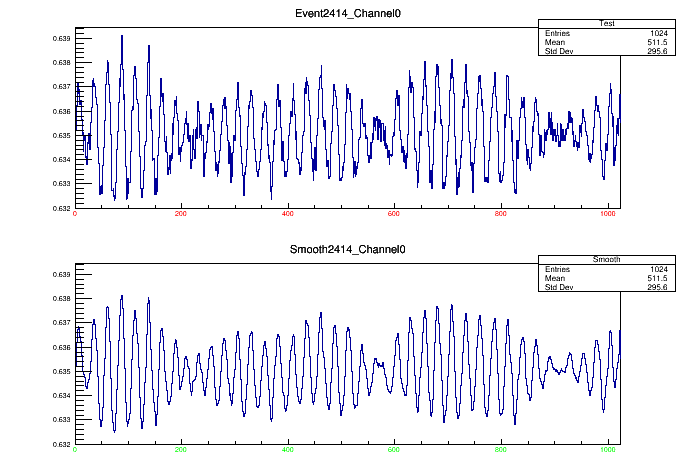 Event2414_Channel0
Test
Entries 1024
Mean 511.5
Std Dev 295.6
0.639
0.638
0.637
0.636
0.635
0.634
0.633
0.632
0 200 400 600 800 1000
Smooth2414_Channel0
Smooth
Entries 1024
Mean 511.5
Std Dev 295.6
0.639
0.638
0.637
0.636
0.635
0.634
0.633
0.632
0 200 400 600 800 1000